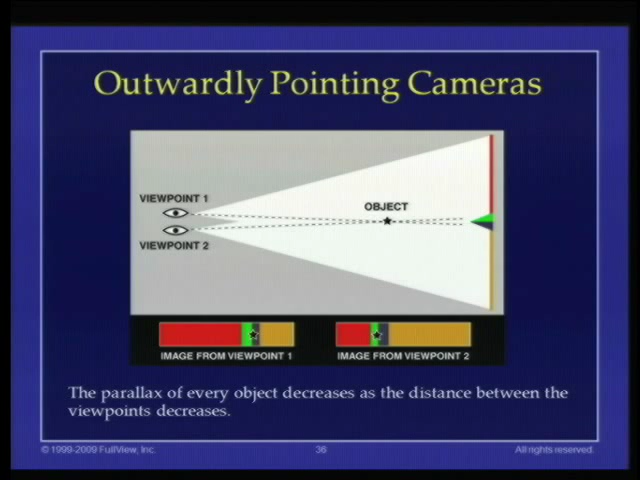 Outwardly Pointing Cameras
VIEWPOINT 1
OBJECT
VIEWPOINT 2
IMAGE FROM VIEWPOINT 1
IMAGE FROM VIEWPOINT 2
The parallax of every object decreases as the distance between the
viewpoints decreases.
© 1999-2009 FullView, Inc.
36
All rights reserved.